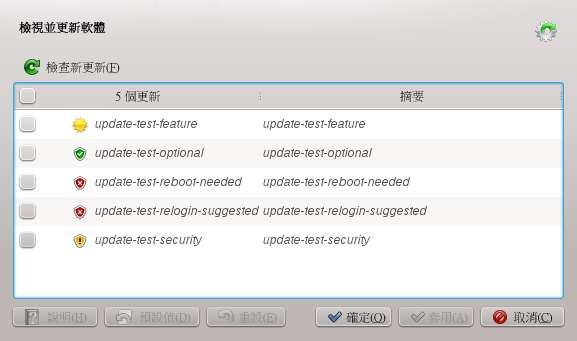 檢視並更新軟體
檢查新更新(F)
5 個更新 摘要
update-test-feature update-test-feature
update-test-optional update-test-optional
update-test-reboot-needed update-test-reboot-needed
update-test-relogin-suggested update-test-relogin-suggested
update-test-security update-test-security
說明(H) 預設值(D) 重設(E) 確定(O) 套用(A) 取消(C)